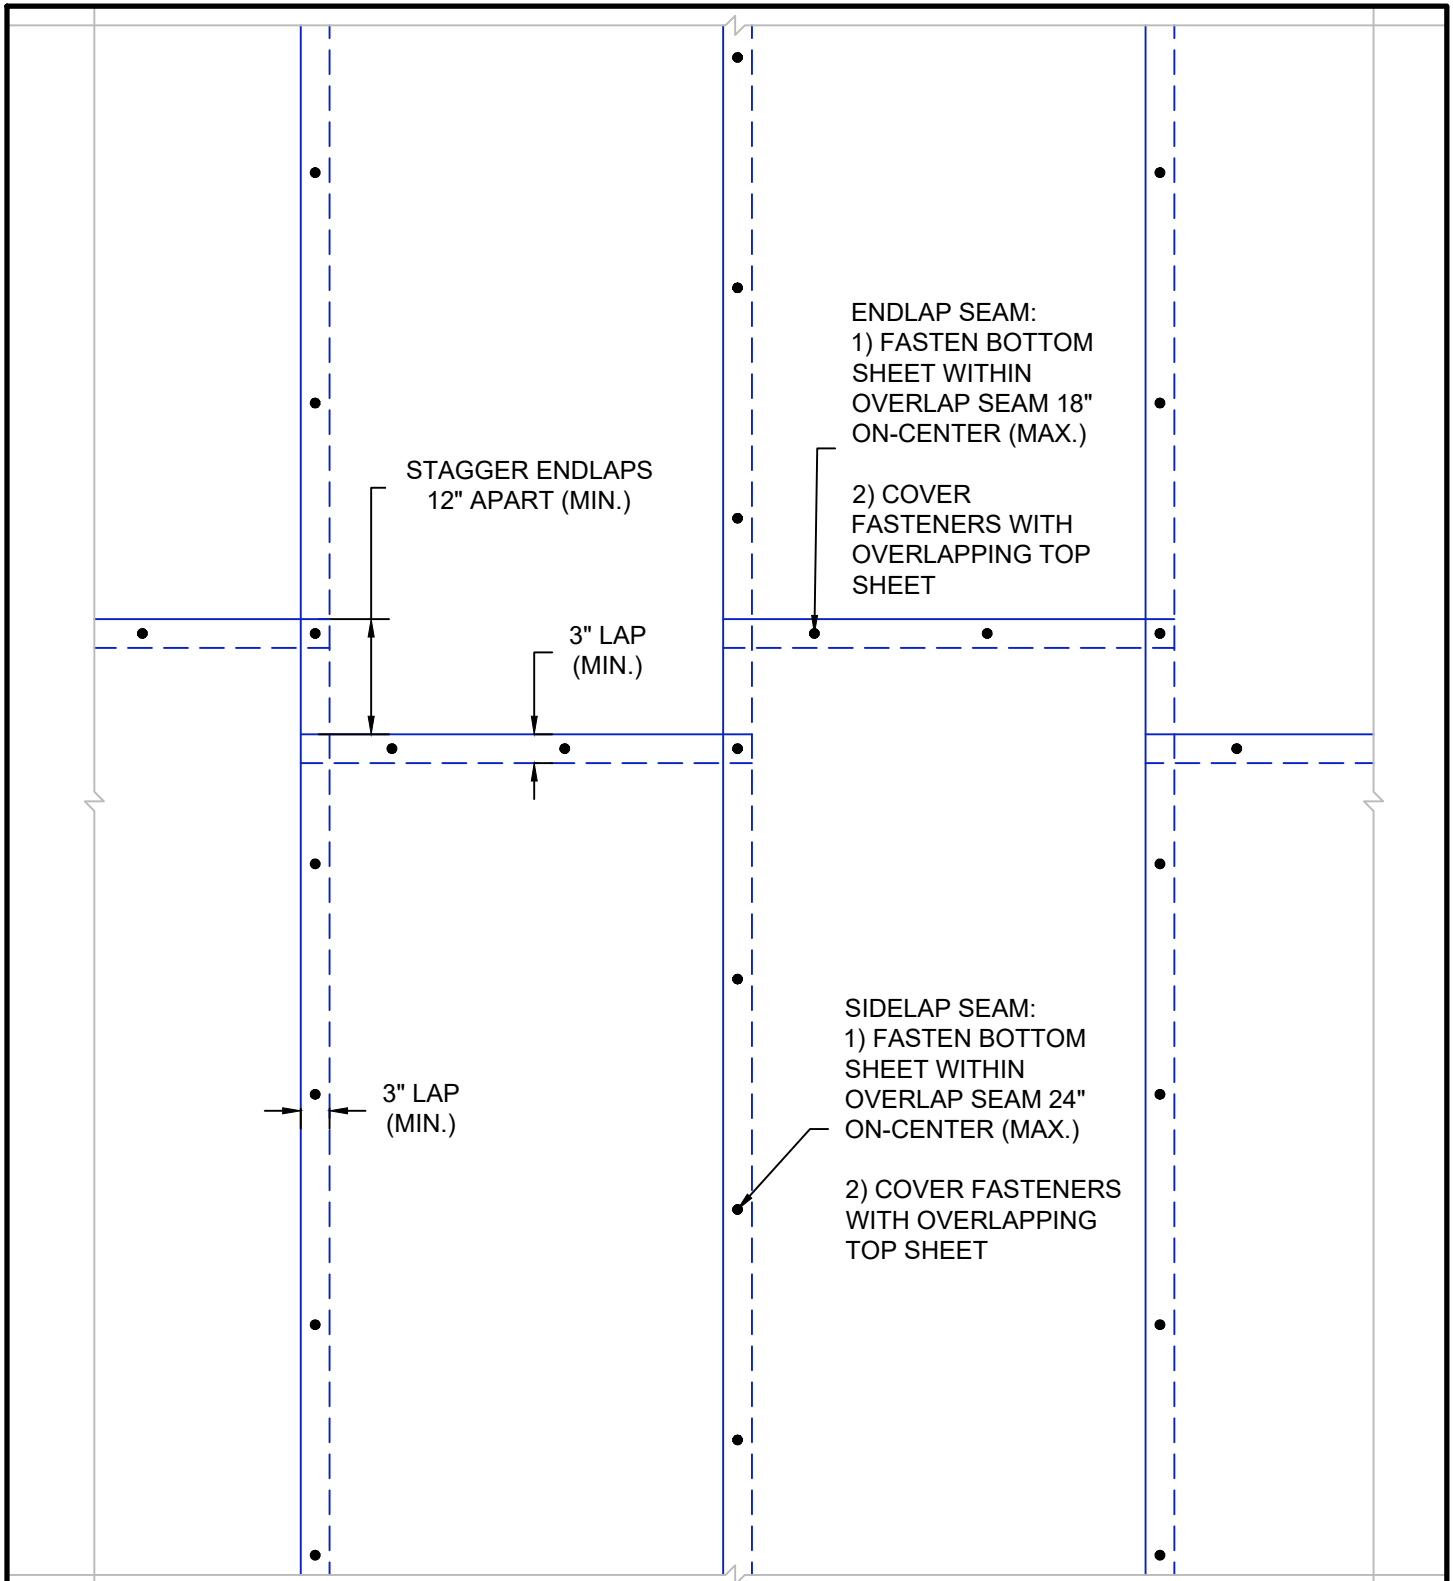 ENDLAP SEAM:
1) FASTEN BOTTOM
SHEET WITHIN
OVERLAP SEAM 18"
ON-CENTER (MAX.)
2) COVER
FASTENERS WITH
OVERLAPPING TOP
SHEET
STAGGER ENDLAPS
12" APART (MIN.)
3" LAP
(MIN.)
SIDELAP SEAM:
1) FASTEN BOTTOM
SHEET WITHIN
OVERLAP SEAM 24"
ON-CENTER (MAX.)
2) COVER FASTENERS
WITH OVERLAPPING
TOP SHEET
3" LAP
(MIN.)